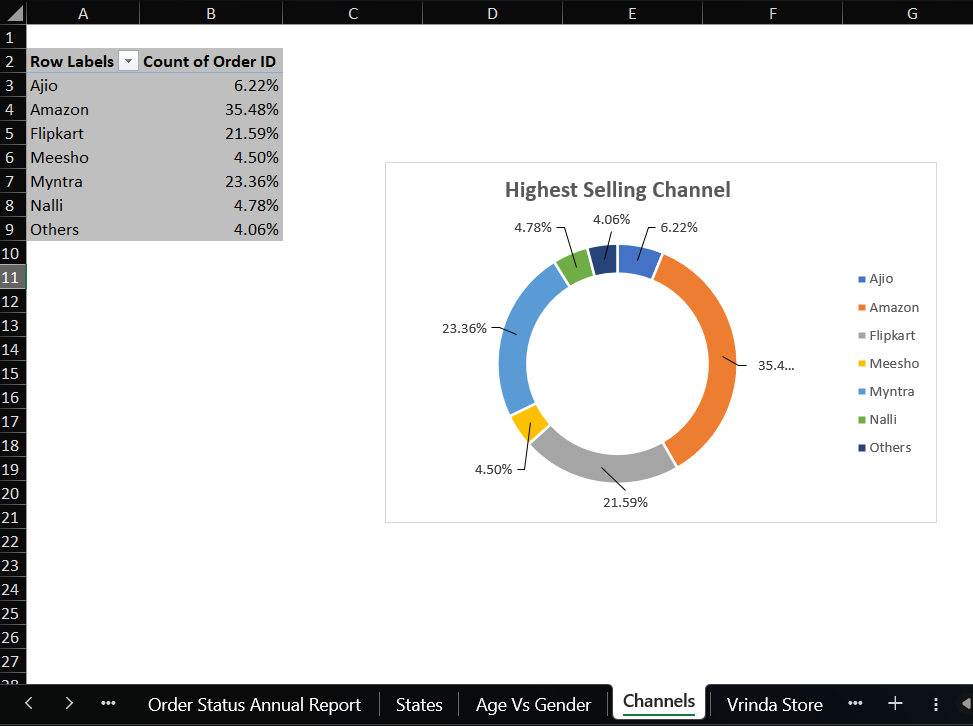 A B C D E F G
1
2 Row Labels Count of Order ID
3 Ajio 6.22%
4 Amazon 35.48%
5 Flipkart 21.59%
6 Meesho 4.50%
7 Myntra 23.36%
8 Nalli 4.78%
9 Others 4.06%
10
11
12
13
14
15
16
17
18
19
20
21
22
23
24
25
26
27
28
Highest Selling Channel
4.78% 4.06% 6.22%
23.36%
35.4...
4.50%
21.59%
Ajio
Amazon
Flipkart
Meesho
Myntra
Nalli
Others
Order Status Annual Report States Age Vs Gender Channels Vrinda Store